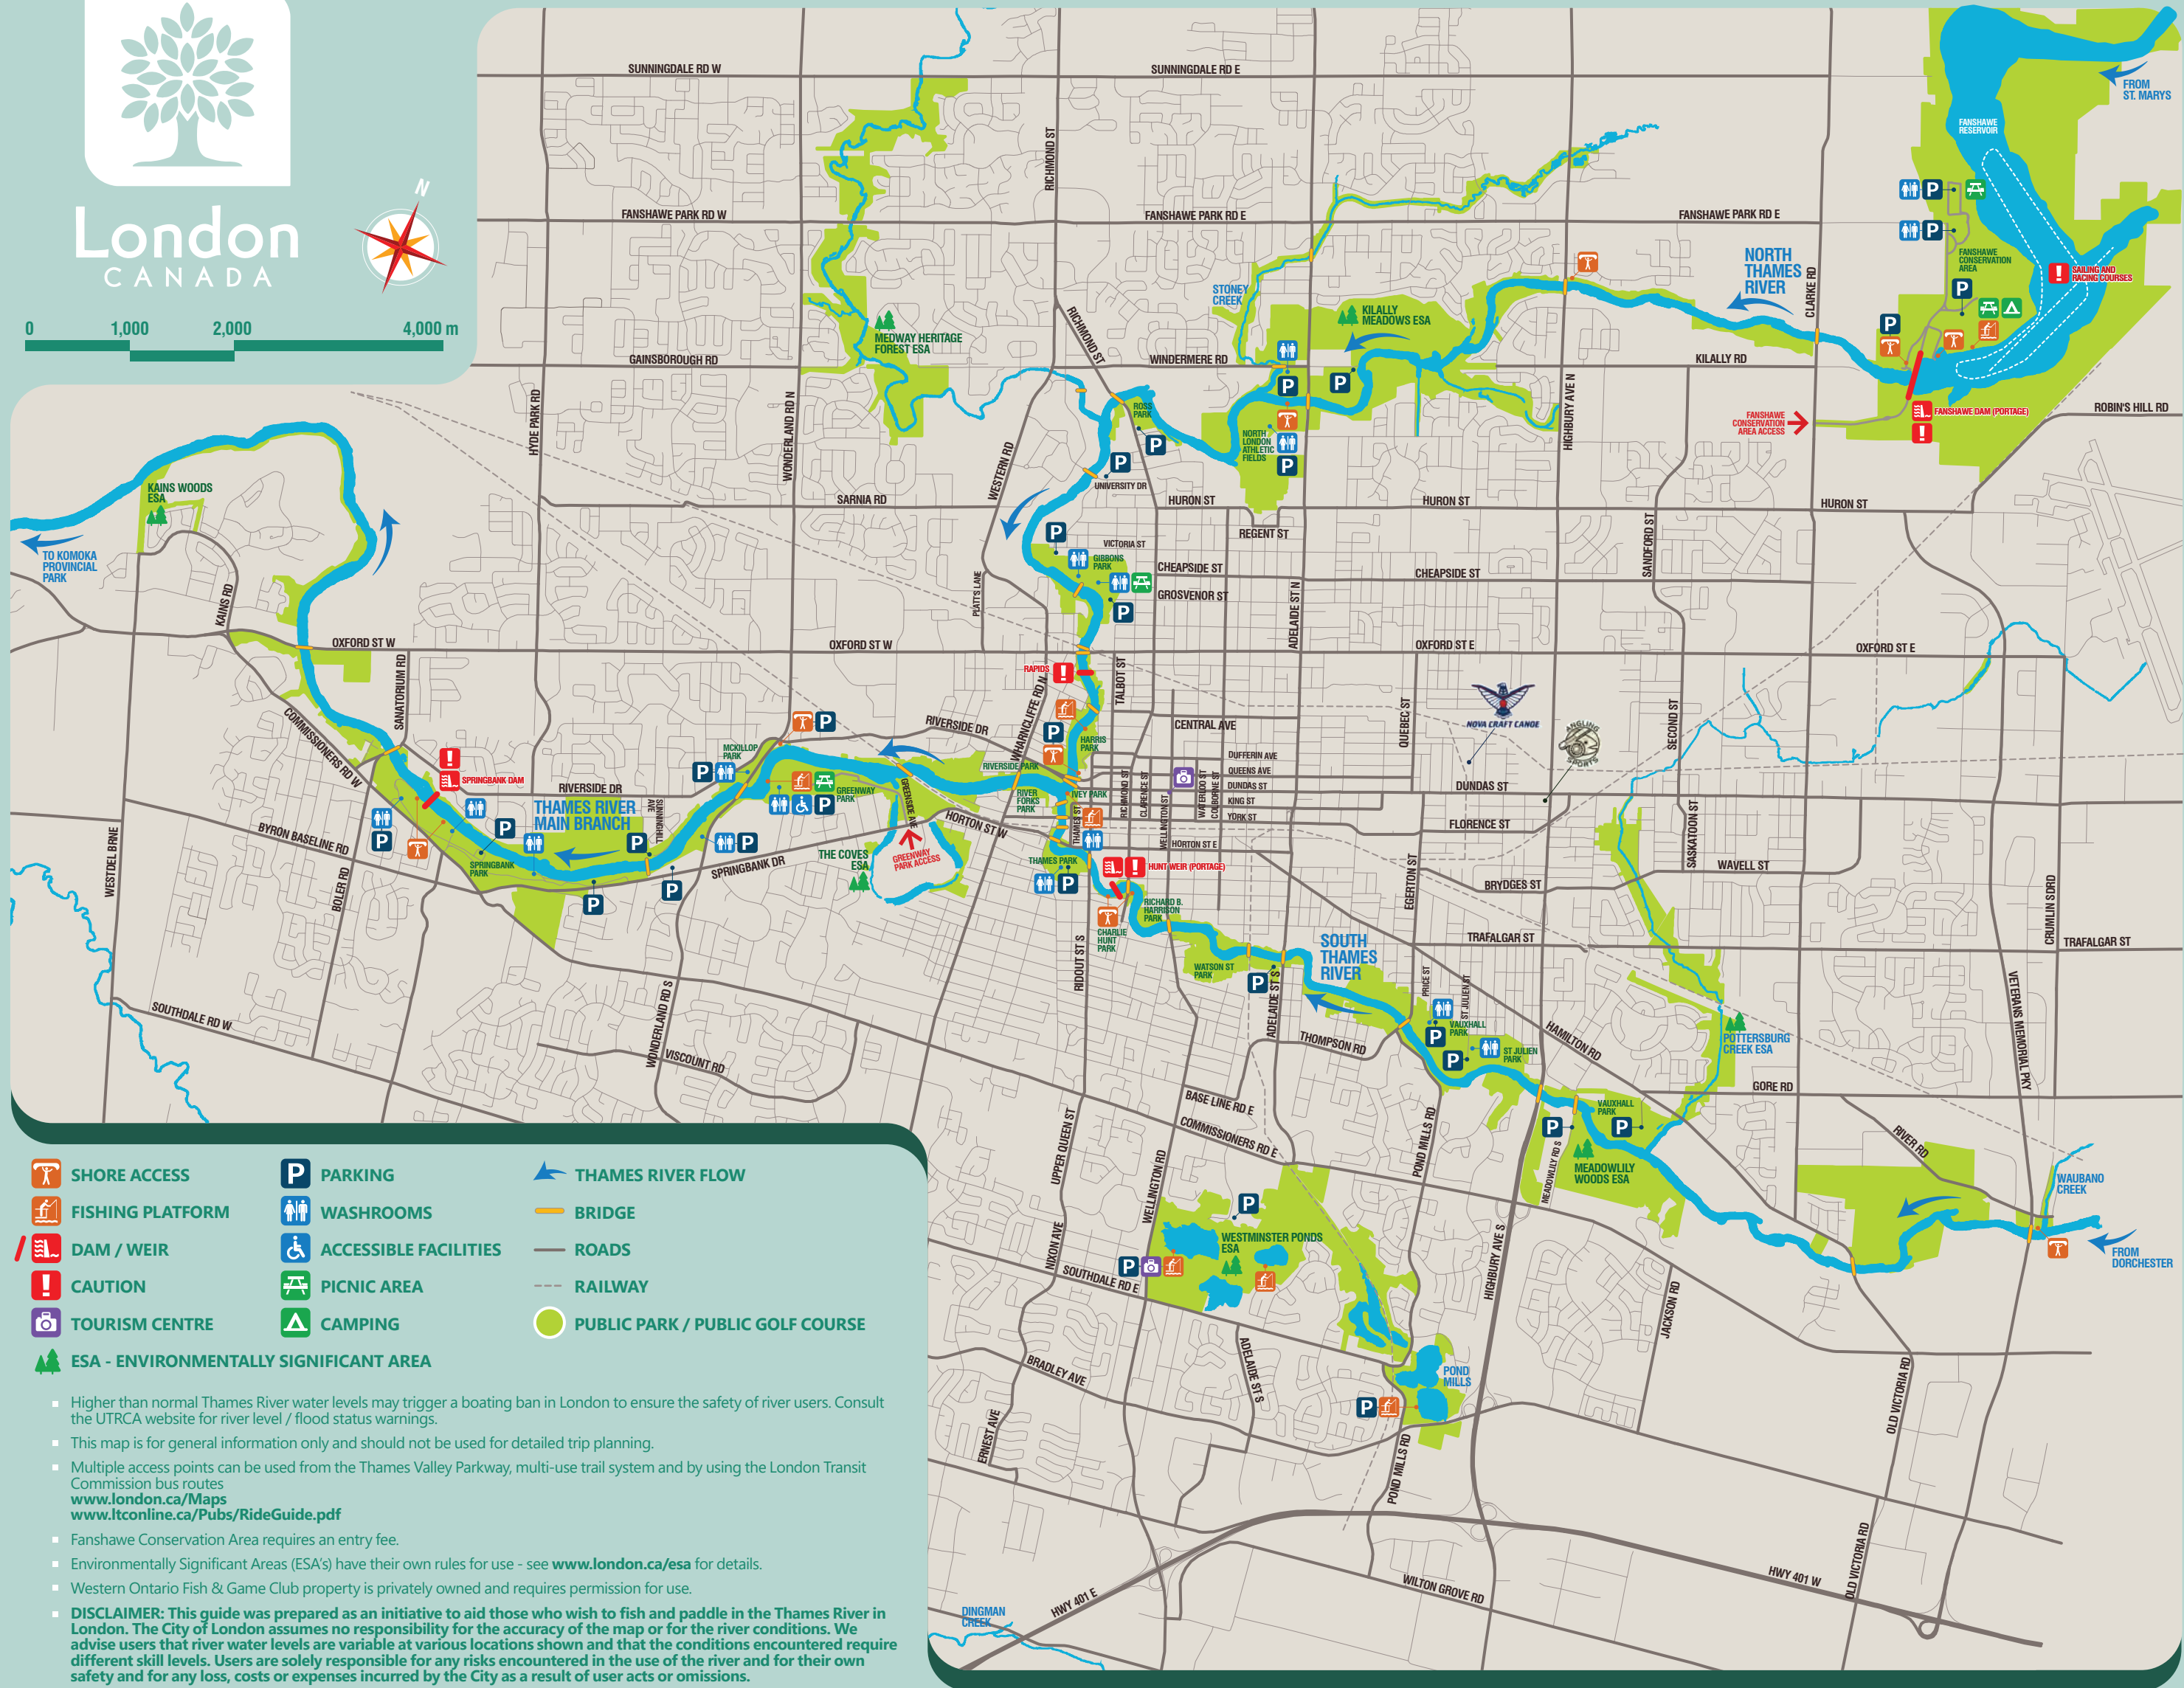 London
CANADA
N
0 1,000 2,000 4,000 m
SUNNINGDALE RD W
SUNNINGDALE RD E
FROM
ST. MARYS
FANSHAWE
RESERVOIR
RICHMOND ST
FANSHAWE PARK RD W
FANSHAWE PARK RD E
FANSHAWE PARK RD E
P
P
FANSHAWE
CONSERVATION
AREA
! SAILING AND
RACING COURSES
NORTH
THAMES
RIVER
CLARKE RD
STONEY
CREEK
KILALLY
MEADOWS ESA
P
P
MEDWAY HERITAGE
FOREST ESA
RICHMOND ST
GAINSBOROUGH RD
WINDERMERE RD
KILALLY RD
HYDE PARK RD
WONDERLAND RD N
HIGHBURY AVE N
P
P
ROSS
PARK
P
FANSHAWE DAM (PORTAGE)
!
FANSHAWE
CONSERVATION
AREA ACCESS
ROBIN'S HILL RD
NORTH
LONDON
ATHLETIC
FIELDS
P
WESTERN RD
P
UNIVERSITY DR
KAINS WOODS
ESA
SARNIA RD
HURON ST
HURON ST
HURON ST
REGENT ST
SANDFORD ST
TO KOMOKA
PROVINCIAL
PARK
P
VICTORIA ST
GIBBONS
PARK
CHEAPSIDE ST
CHEAPSIDE ST
GROSVENOR ST
P
KAINS RD
PLATTS LANE
ADELAIDE ST N
OXFORD ST W
OXFORD ST W
OXFORD ST E
OXFORD ST E
RAPIDS !
SANATORIUM RD
COMMISSIONERS RD W
WHARNCLIFFE RD N
TALBOT ST
QUEBEC ST
SECOND ST
NOVA CRAFT CANOE
ANGLING
SPORTS
CENTRAL AVE
RIVERSIDE DR
P
P
HARRIS
PARK
MCKILLOP
PARK
P
DUFFERIN AVE
QUEENS AVE
DUNDAS ST
KING ST
YORK ST
DUNDAS ST
RIVERSIDE PARK
RIVER
FORKS
PARK
IVEY PARK
THAMES ST
RICHMOND ST
CLARENCE ST
WELLINGTON ST
WATERLOO ST
COLBORNE ST
!
SPRINGBANK DAM
RIVERSIDE DR
THAMES RIVER
MAIN BRANCH
SUNNINGHILL
AVE
GREENWAY
PARK
P
GREENSIDE AVE
HORTON ST W
HORTON ST E
FLORENCE ST
P
P
P
P
P
P
SPRINGBANK
PARK
SPRINGBANK DR
THE COVES
ESA
GREENWAY
PARK ACCESS
THAMES PARK
P
! HUNT WEIR (PORTAGE)
RICHARD B.
HARRISON
PARK
CHARLIE
HUNT
PARK
BYRON BASELINE RD
WESTDEL BRNE
BOLER RD
EGERTON ST
BRYDGES ST
WAVELL ST
SASKATOON ST
CRUMLIN SDRD
TRAFALGAR ST
TRAFALGAR ST
SOUTH
THAMES
RIVER
WATSON ST
PARK
P
ADELAIDE ST S
RIDOUT ST S
PRICE ST
ST JULIEN ST
VAUXHALL
PARK
P
P
ST JULIEN
PARK
HAMILTON RD
POTTERSBURG
CREEK ESA
VETERANS MEMORIAL PKY
SOUTHDALE RD W
WONDERLAND RD S
VISCOUNT RD
THOMPSON RD
GORE RD
BASE LINE RD E
COMMISSIONERS RD E
UPPER QUEEN ST
WELLINGTON RD
POND MILLS RD
P
VAUXHALL
PARK
P
MEADOWLILY RD S
MEADOWLILY
WOODS ESA
RIVER RD
WAUBANO
CREEK
FROM
DORCHESTER
P
WESTMINSTER PONDS
ESA
P
NIXON AVE
SOUTHDALE RD E
HIGHBURY AVE S
JACKSON RD
OLD VICTORIA RD
BRADLEY AVE
ADELAIDE ST S
POND
MILLS
P
ERNEST AVE
POND MILLS RD
WILTON GROVE RD
HWY 401 W
HWY 401 E
OLD VICTORIA RD
DINGMAN
CREEK
SHORE ACCESS
FISHING PLATFORM
DAM / WEIR
! CAUTION
TOURISM CENTRE
ESA - ENVIRONMENTALLY SIGNIFICANT AREA
P PARKING
WASHROOMS
ACCESSIBLE FACILITIES
PICNIC AREA
CAMPING
THAMES RIVER FLOW
BRIDGE
ROADS
RAILWAY
PUBLIC PARK / PUBLIC GOLF COURSE
Higher than normal Thames River water levels may trigger a boating ban in London to ensure the safety of river users. Consult
the UTRCA website for river level / flood status warnings.
This map is for general information only and should not be used for detailed trip planning.
Multiple access points can be used from the Thames Valley Parkway, multi-use trail system and by using the London Transit
Commission bus routes
www.london.ca/Maps
www.ltconline.ca/Pubs/RideGuide.pdf
Fanshawe Conservation Area requires an entry fee.
Environmentally Significant Areas (ESA's) have their own rules for use - see www.london.ca/esa for details.
Western Ontario Fish & Game Club property is privately owned and requires permission for use.
DISCLAIMER: This guide was prepared as an initiative to aid those who wish to fish and paddle in the Thames River in
London. The City of London assumes no responsibility for the accuracy of the map or for the river conditions. We
advise users that river water levels are variable at various locations shown and that the conditions encountered require
different skill levels. Users are solely responsible for any risks encountered in the use of the river and for their own
safety and for any loss, costs or expenses incurred by the City as a result of user acts or omissions.